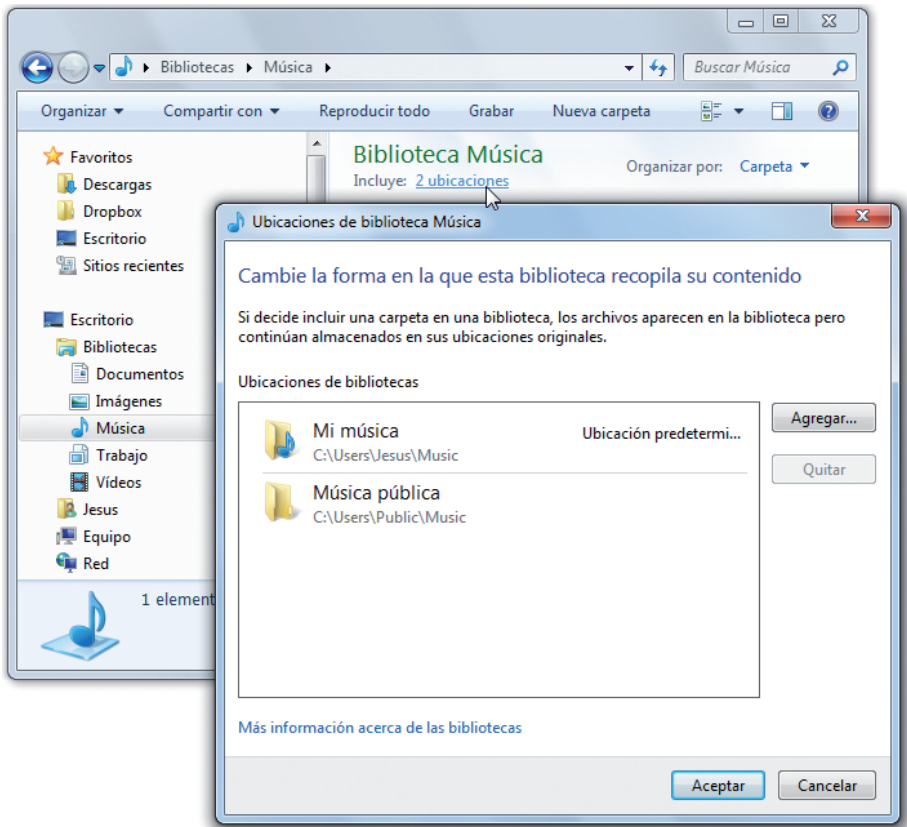 Bibliotecas Música
Buscar Música
Organizar Compartir con Reproducir todo Grabar Nueva carpeta
Favoritos
Descargas
Dropbox
Escritorio
Sitios recientes
Escritorio
Bibliotecas
Documentos
Imágenes
Música
Trabajo
Vídeos
Jesus
Equipo
Red
Biblioteca Música
Incluye: 2 ubicaciones
Organizar por: Carpeta
1 element
Ubicaciones de biblioteca Música
Cambie la forma en la que esta biblioteca recopila su contenido
Si decide incluir una carpeta en una biblioteca, los archivos aparecen en la biblioteca pero
continúan almacenados en sus ubicaciones originales.
Ubicaciones de bibliotecas
Mi música
C:\Users\Jesus\Music
Ubicación predetermi...
Música pública
C:\Users\Public\Music
Agregar...
Quitar
Más información acerca de las bibliotecas
Aceptar
Cancelar